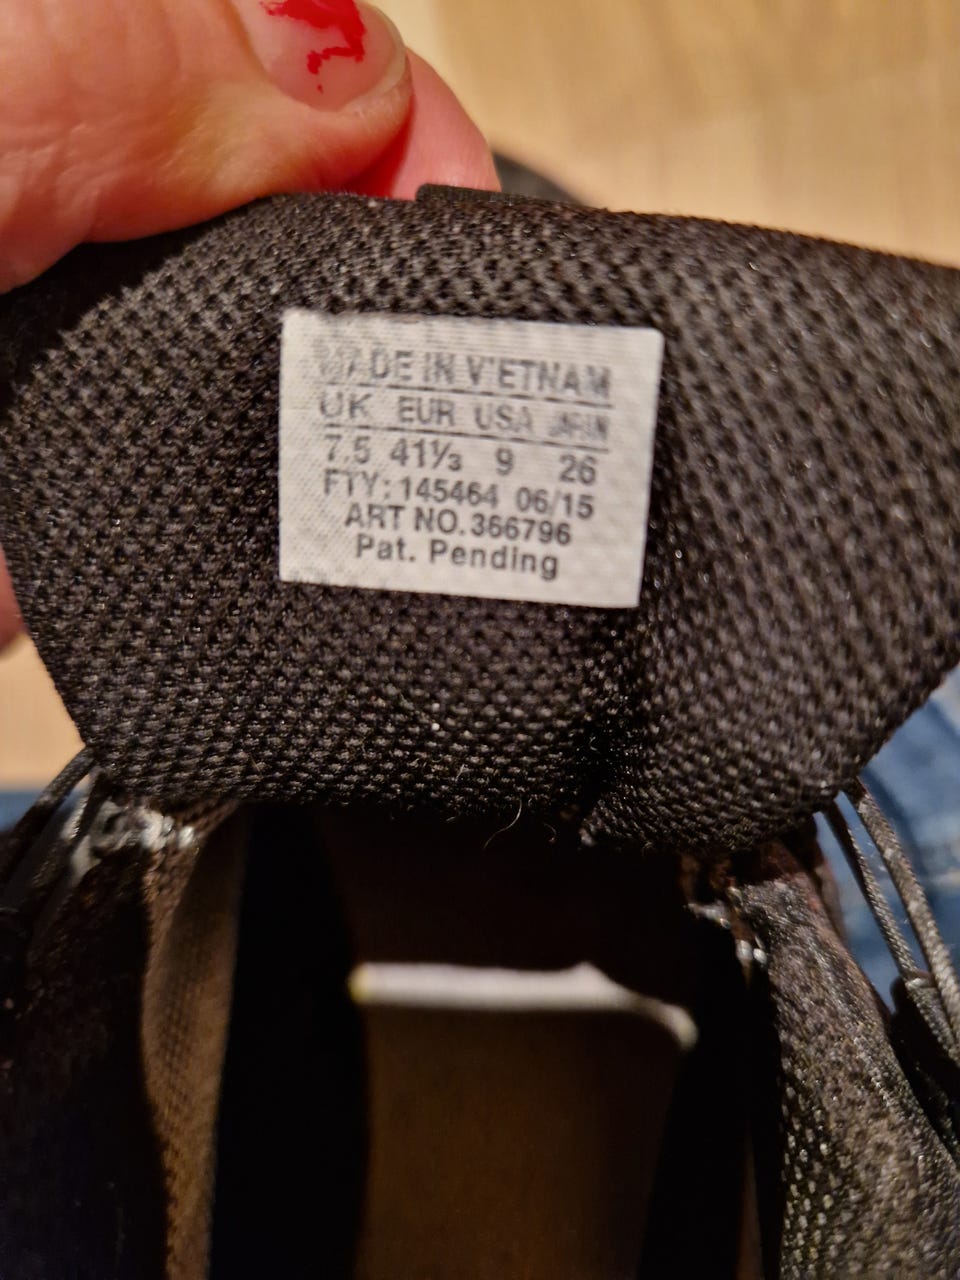 MADE IN VIETNAM
UK EUR USA JAPAN
7.5 41⅓ 9 26
FTY: 145464 06/15
ART NO. 366796
Pat. Pending